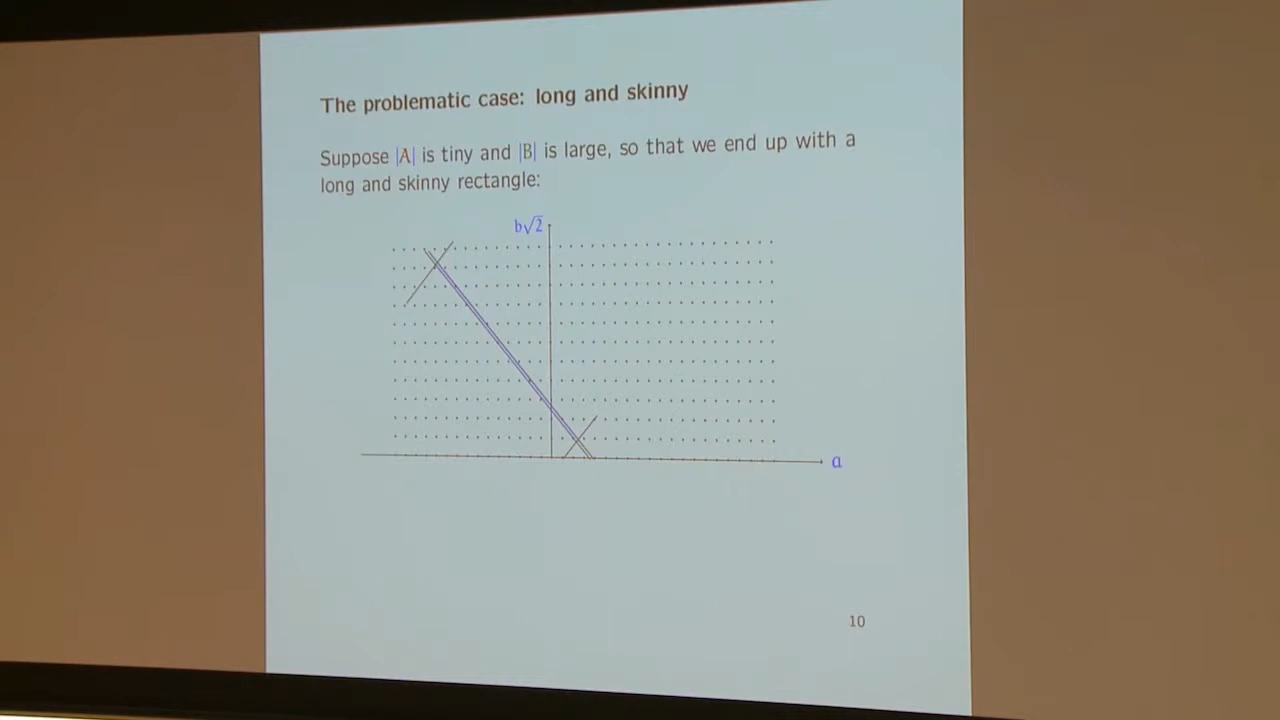 The problematic case: long and skinny
Suppose |A| is tiny and |B| is large, so that we end up with a
long and skinny rectangle:
b√2
a
10